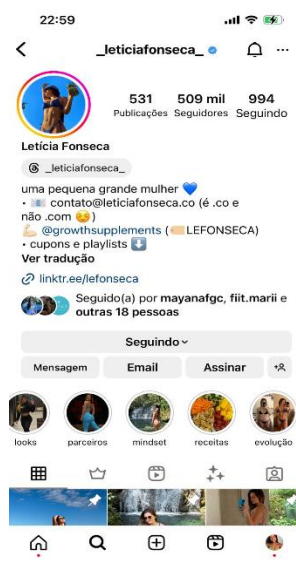 22:59
_leticiafonseca_
531 509 mil 994
Publicações Seguidores Seguindo
Letícia Fonseca
_leticiafonseca_
uma pequena grande mulher 💙
• 📧 contato@leticiafonseca.co (é .co e
não .com 😏)
💪🏼 @growthsupplements (🏷️LEFONSECA)
• cupons e playlists ⬇️
Ver tradução
linktr.ee/lefonseca
Seguido(a) por mayanafgc, fiit.marii e
outras 18 pessoas
Seguindo
Mensagem Email Assinar
looks parceiros mindset receitas evolução